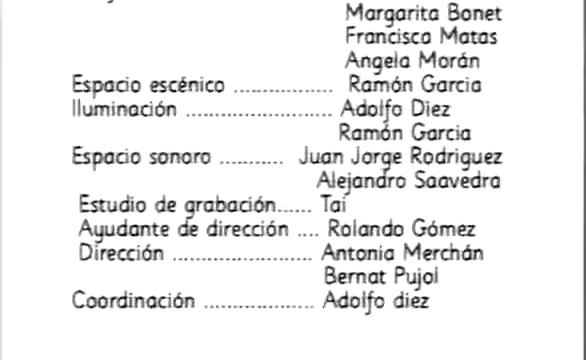 Margarita Bonet
Francisca Matas
Angela Morán
Espacio escénico ................. Ramón Garcia
Iluminación ......................... Adolfo Diez
Ramón Garcia
Espacio sonoro ........... Juan Jorge Rodriguez
Alejandro Saavedra
Estudio de grabación...... Taí
Ayudante de dirección .... Rolando Gómez
Dirección ........................ Antonia Merchán
Bernat Pujol
Coordinación ................... Adolfo diez